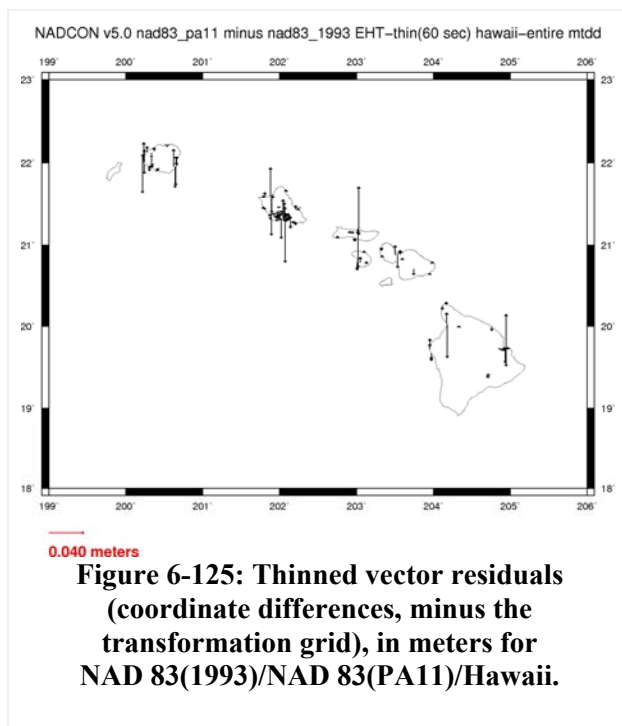 NADCON v5.0 nad83_pa11 minus nad83_1993 EHT-thin(60 sec) hawaii-entire mtdd
199˚ 200˚ 201˚ 202˚ 203˚ 204˚ 205˚ 206˚
23˚ 23˚
22˚ 22˚
21˚ 21˚
20˚ 20˚
19˚ 19˚
18˚ 18˚
199˚ 200˚ 201˚ 202˚ 203˚ 204˚ 205˚ 206˚
0.040 meters
Figure 6-125: Thinned vector residuals
(coordinate differences, minus the
transformation grid), in meters for
NAD 83(1993)/NAD 83(PA11)/Hawaii.